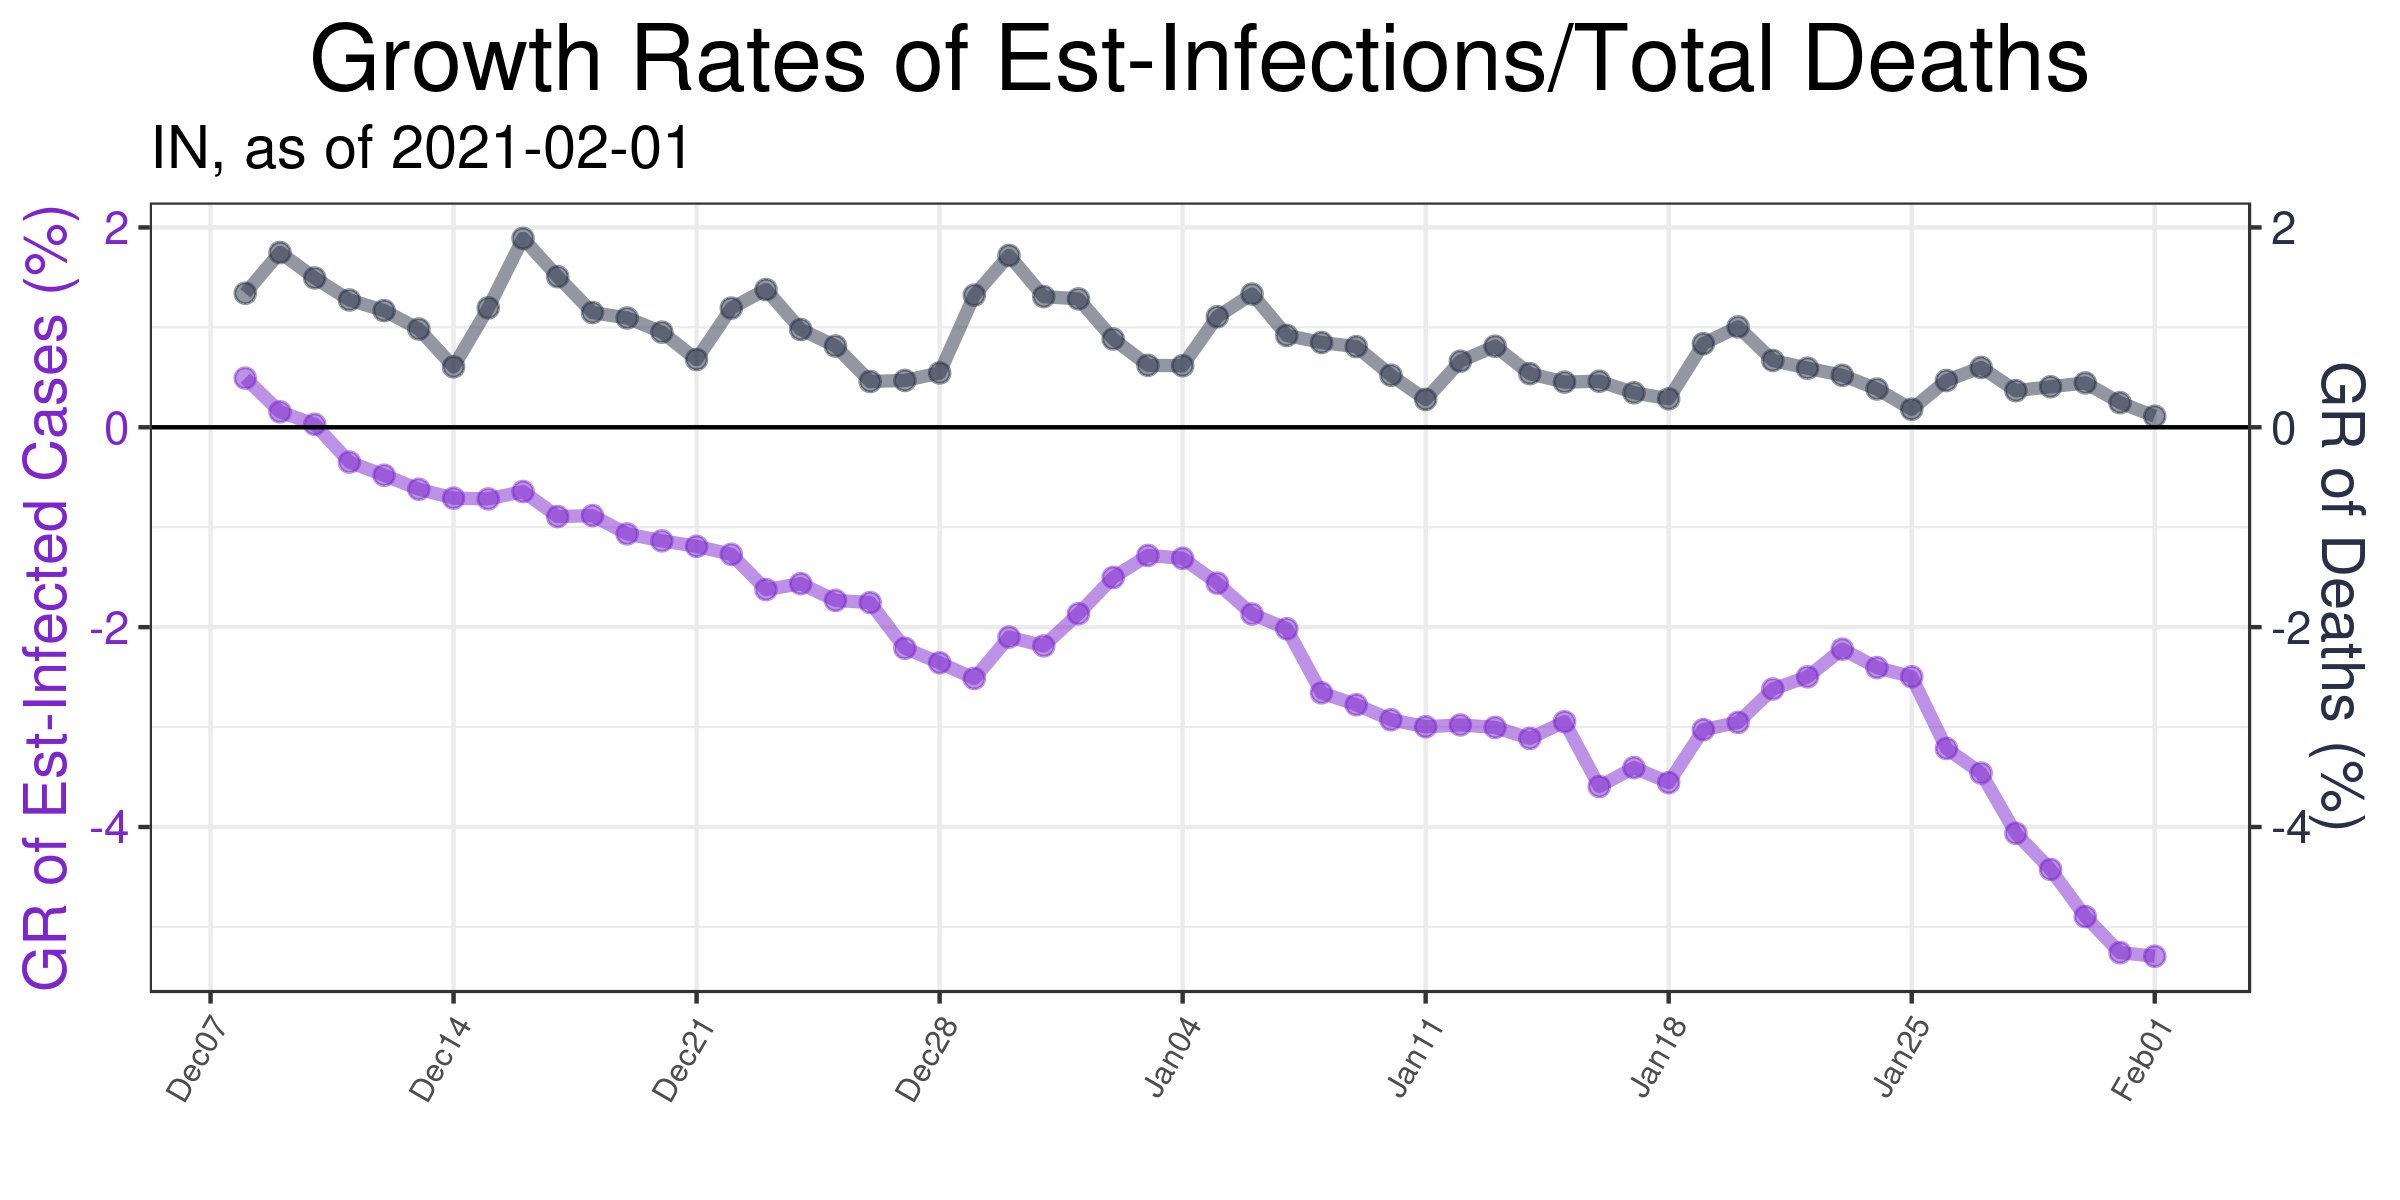 Growth Rates of Est-Infections/Total Deaths
IN, as of 2021-02-01
GR of Est-Infected Cases (%)
2
0
-2
-4
2
0
-2
-4
GR of Deaths (%)
Dec07
Dec14
Dec21
Dec28
Jan04
Jan11
Jan18
Jan25
Feb01